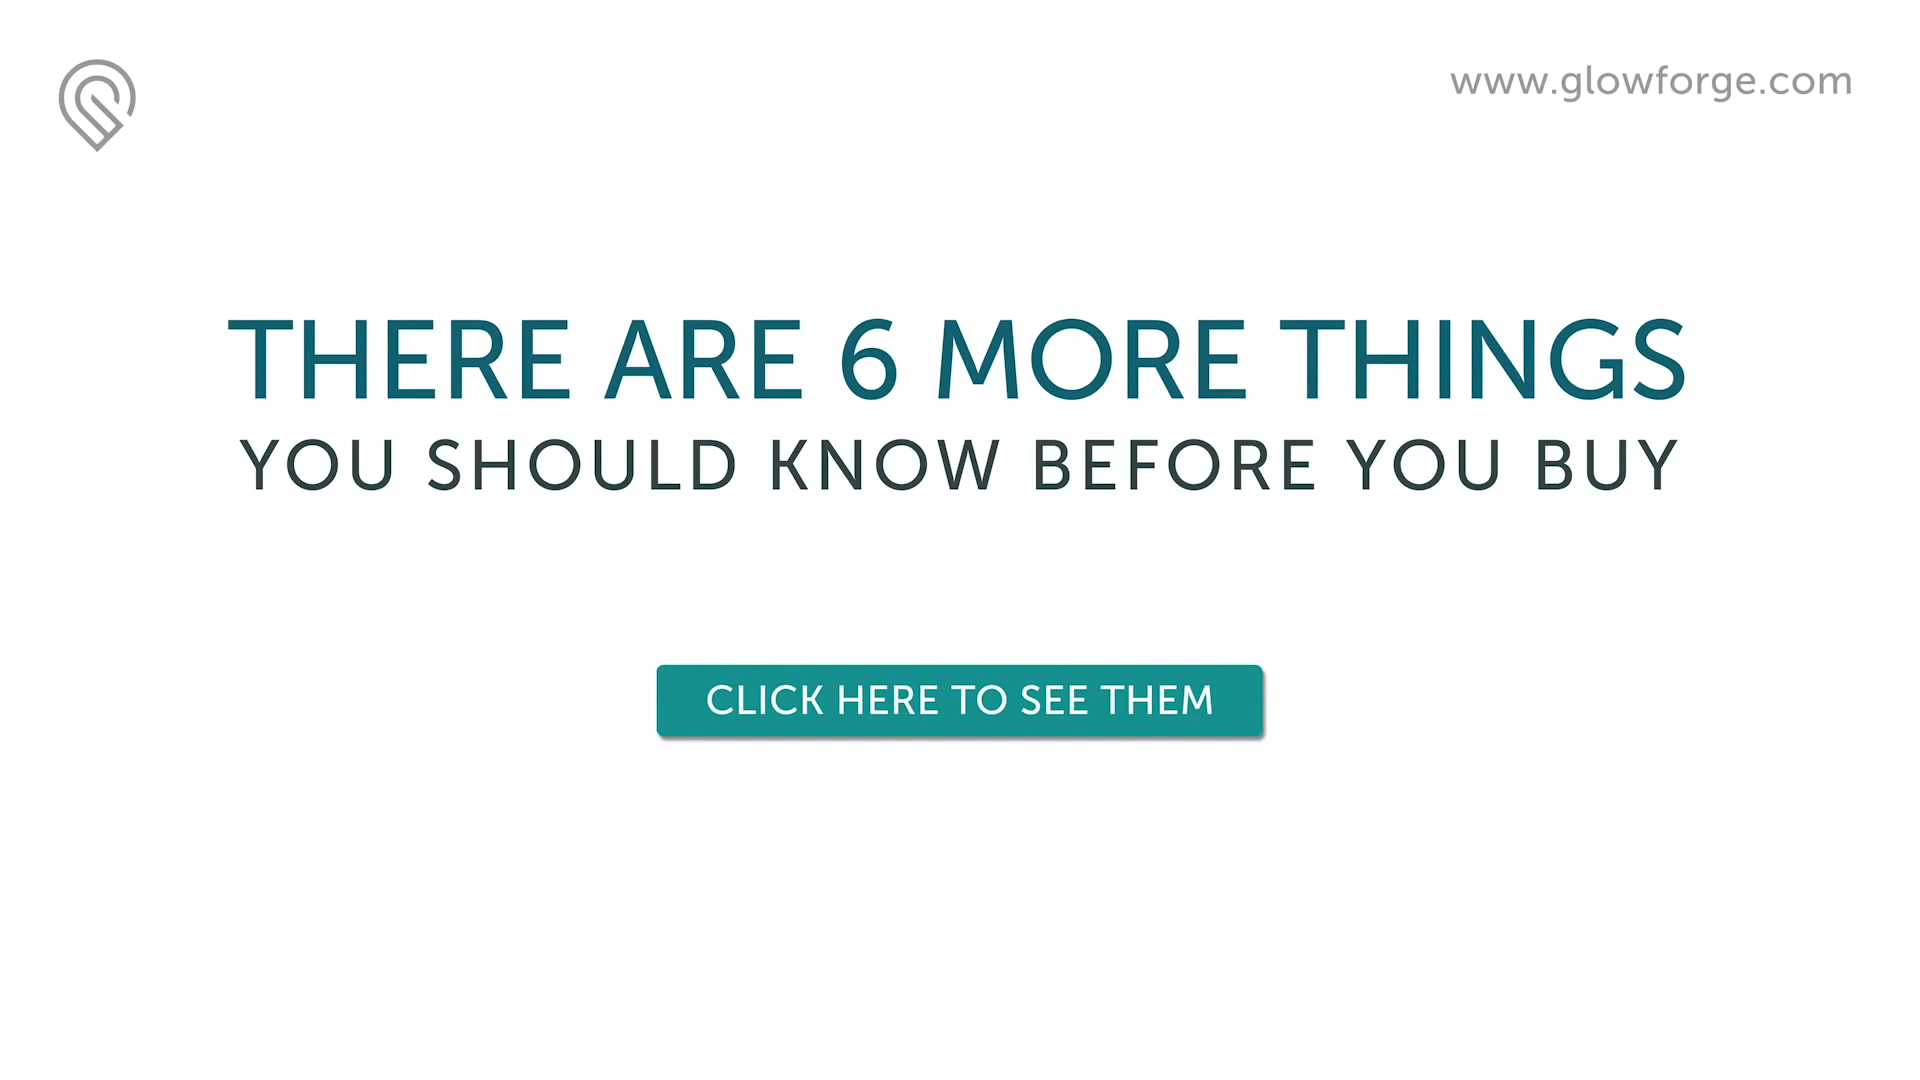 www.glowforge.com
THERE ARE 6 MORE THINGS
YOU SHOULD KNOW BEFORE YOU BUY
CLICK HERE TO SEE THEM